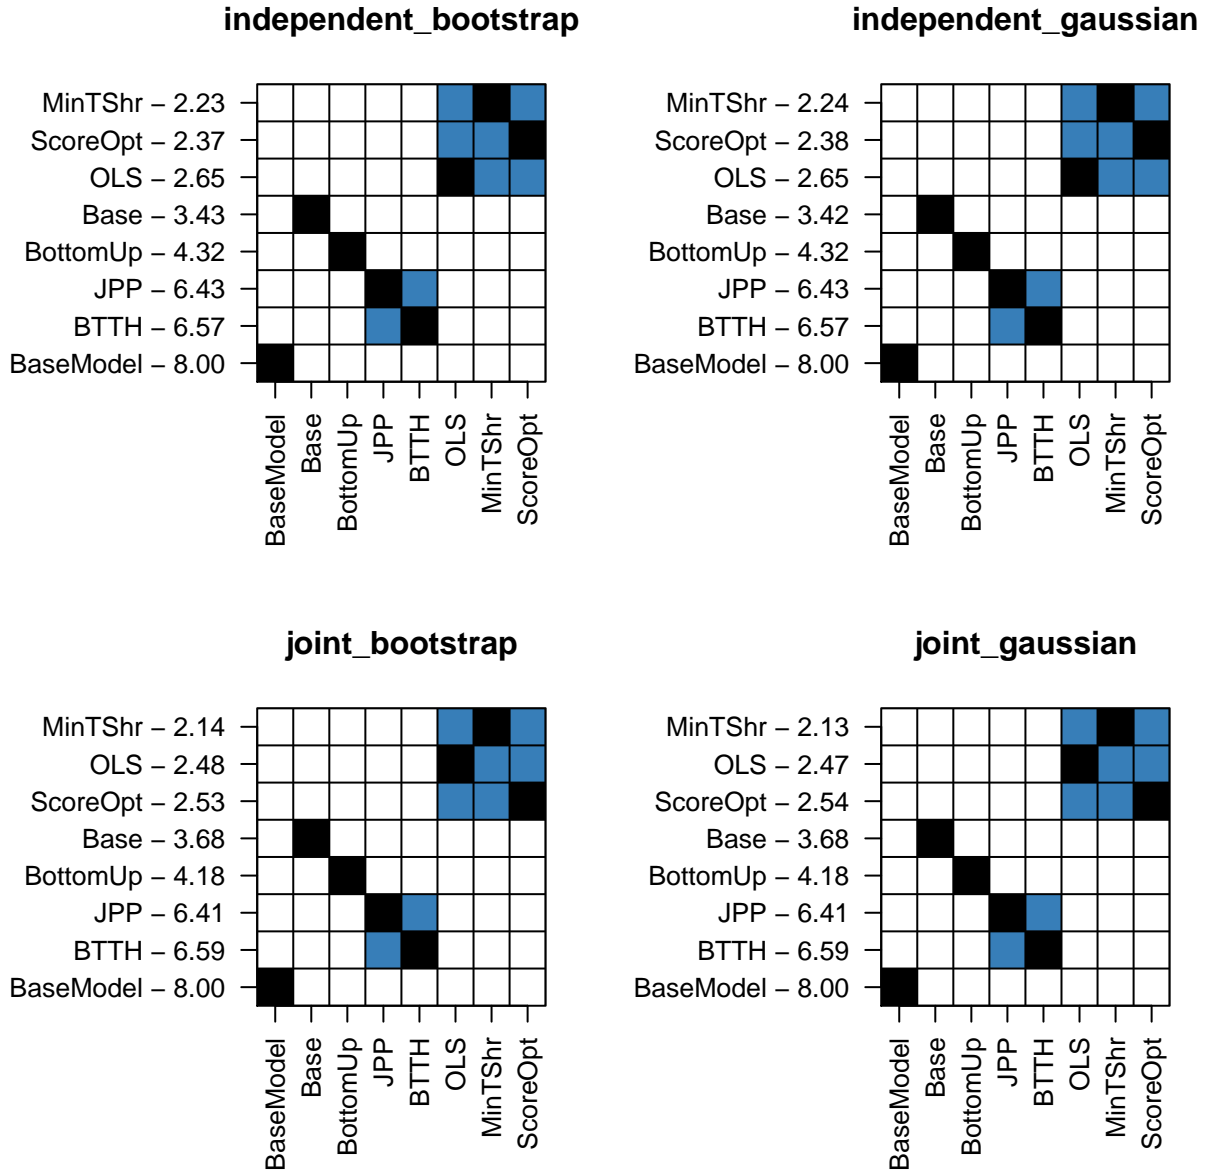 independent_bootstrap
MinTShr – 2.23
ScoreOpt – 2.37
OLS – 2.65
Base – 3.43
BottomUp – 4.32
JPP – 6.43
BTTH – 6.57
BaseModel – 8.00
BaseModel
Base
BottomUp
JPP
BTTH
OLS
MinTShr
ScoreOpt
independent_gaussian
MinTShr – 2.24
ScoreOpt – 2.38
OLS – 2.65
Base – 3.42
BottomUp – 4.32
JPP – 6.43
BTTH – 6.57
BaseModel – 8.00
BaseModel
Base
BottomUp
JPP
BTTH
OLS
MinTShr
ScoreOpt
joint_bootstrap
MinTShr – 2.14
OLS – 2.48
ScoreOpt – 2.53
Base – 3.68
BottomUp – 4.18
JPP – 6.41
BTTH – 6.59
BaseModel – 8.00
BaseModel
Base
BottomUp
JPP
BTTH
OLS
MinTShr
ScoreOpt
joint_gaussian
MinTShr – 2.13
OLS – 2.47
ScoreOpt – 2.54
Base – 3.68
BottomUp – 4.18
JPP – 6.41
BTTH – 6.59
BaseModel – 8.00
BaseModel
Base
BottomUp
JPP
BTTH
OLS
MinTShr
ScoreOpt